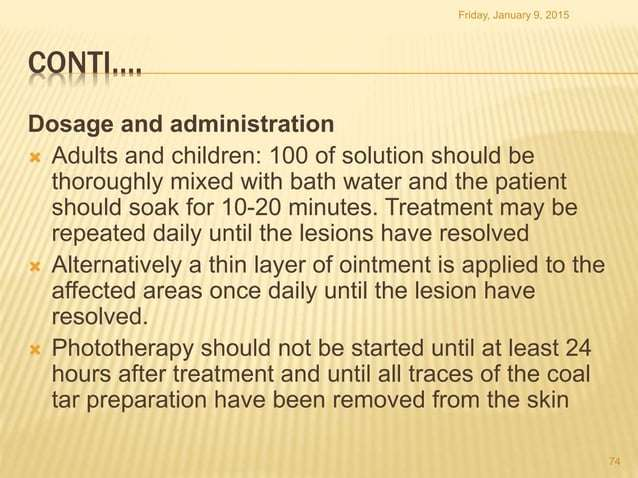 Friday, January 9, 2015
CONTI....
Dosage and administration
Adults and children: 100 of solution should be
thoroughly mixed with bath water and the patient
should soak for 10-20 minutes. Treatment may be
repeated daily until the lesions have resolved
Alternatively a thin layer of ointment is applied to the
affected areas once daily until the lesion have
resolved.
Phototherapy should not be started until at least 24
hours after treatment and until all traces of the coal
tar preparation have been removed from the skin
74